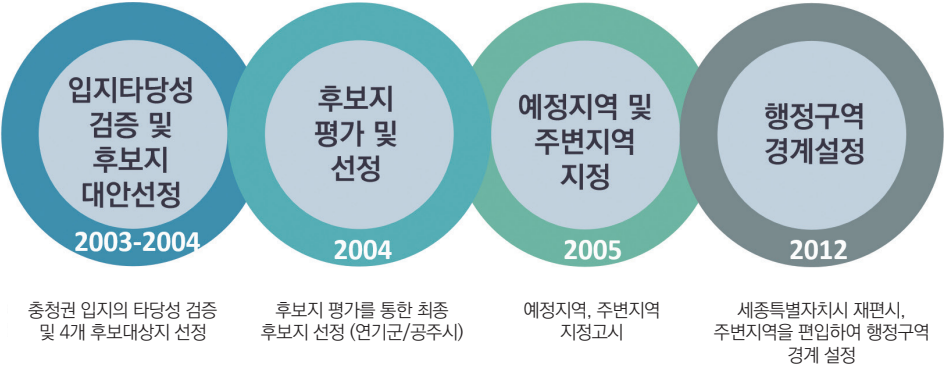 입지타당성
검증 및
후보지
대안선정
2003-2004
충청권 입지의 타당성 검증
및 4개 후보대상지 선정
후보지
평가 및
선정
2004
후보지 평가를 통한 최종
후보지 선정 (연기군/공주시)
예정지역 및
주변지역
지정
2005
예정지역, 주변지역
지정고시
행정구역
경계설정
2012
세종특별자치시 재편시,
주변지역을 편입하여 행정구역
경계 설정